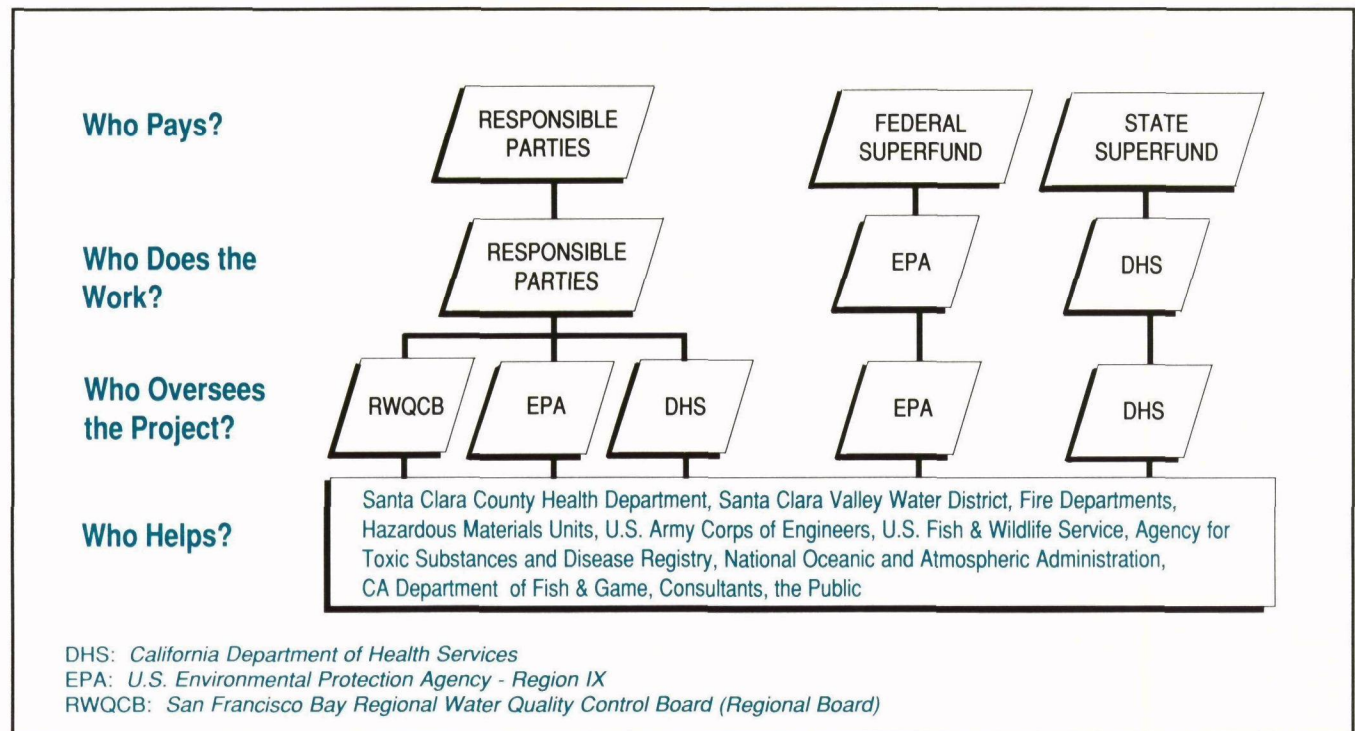 Who Pays?
RESPONSIBLE
PARTIES
FEDERAL
SUPERFUND
STATE
SUPERFUND
Who Does the
Work?
RESPONSIBLE
PARTIES
EPA
DHS
Who Oversees
the Project?
RWQCB
EPA
DHS
EPA
DHS
Who Helps?
Santa Clara County Health Department, Santa Clara Valley Water District, Fire Departments,
Hazardous Materials Units, U.S. Army Corps of Engineers, U.S. Fish & Wildlife Service, Agency for
Toxic Substances and Disease Registry, National Oceanic and Atmospheric Administration,
CA Department of Fish & Game, Consultants, the Public
DHS: California Department of Health Services
EPA: U.S. Environmental Protection Agency - Region IX
RWQCB: San Francisco Bay Regional Water Quality Control Board (Regional Board)